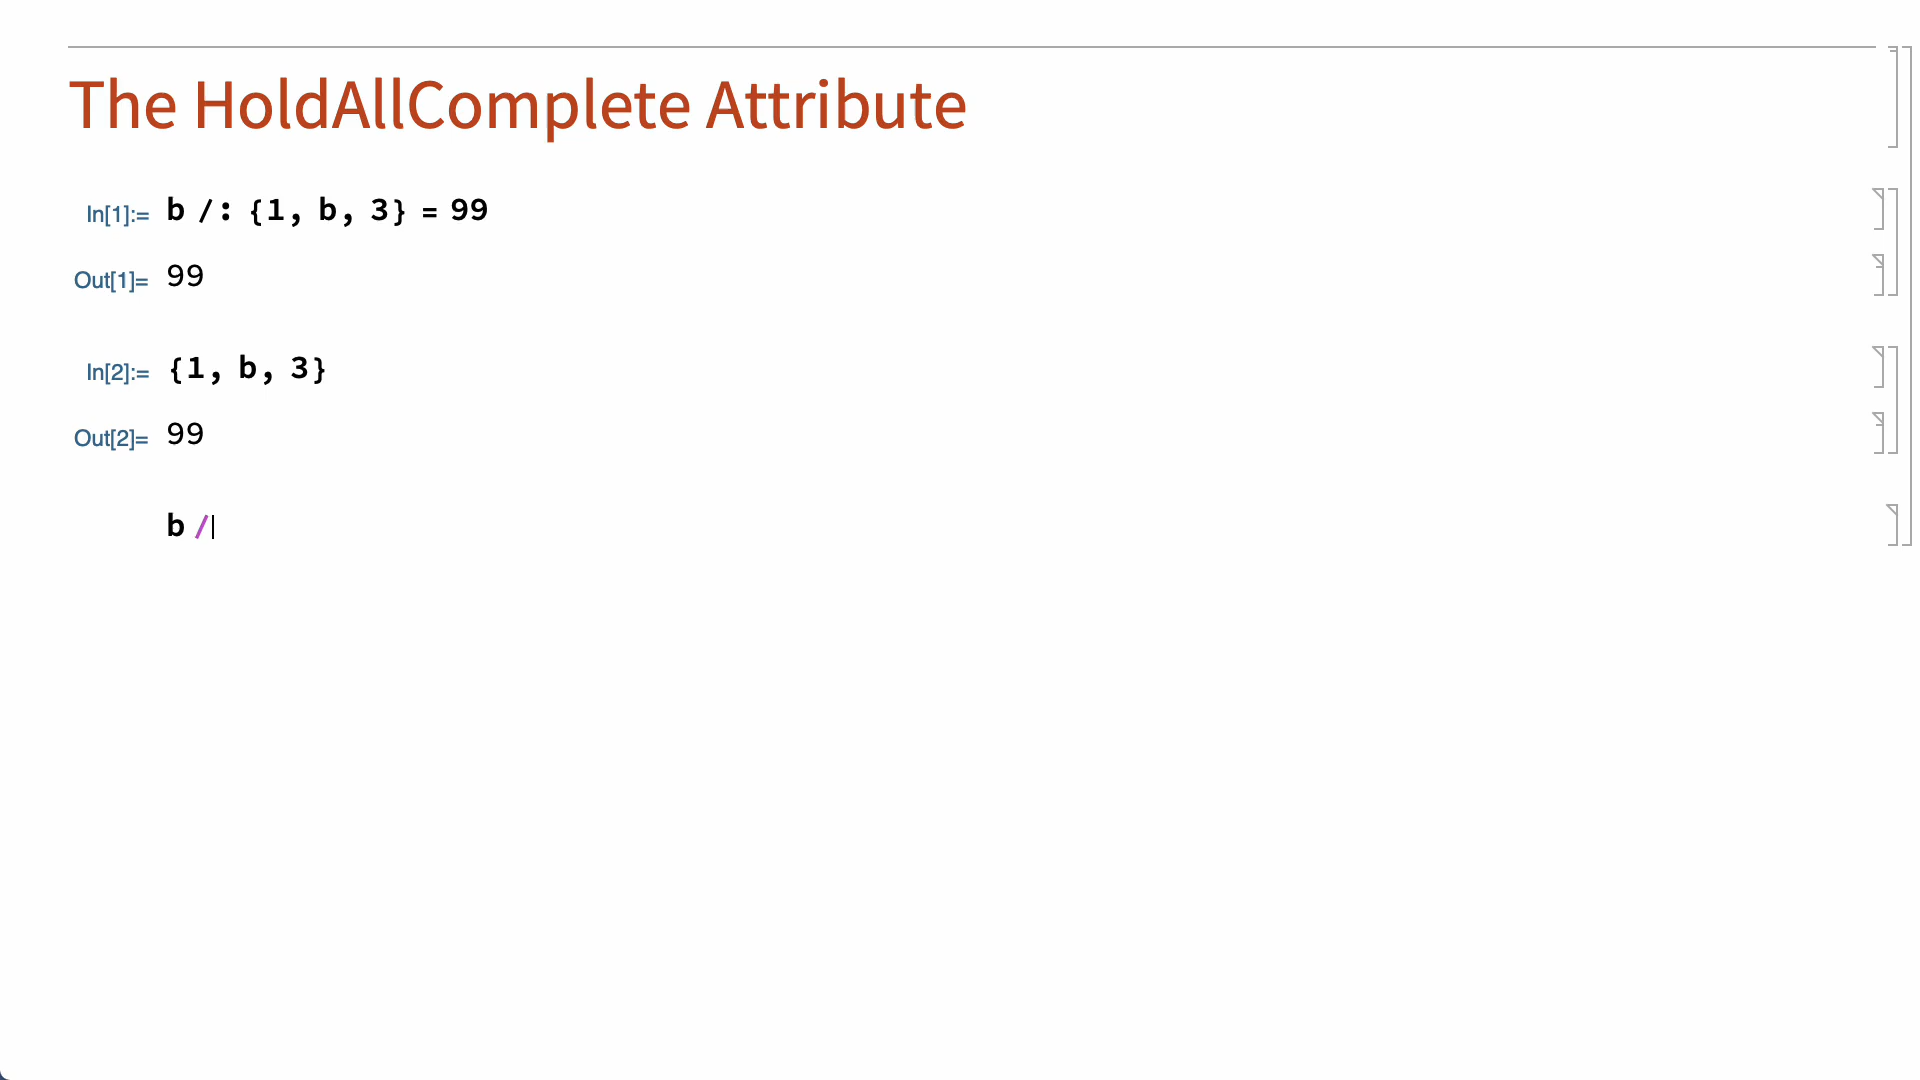 The HoldAllComplete Attribute
In[1]:= b /: {1, b, 3} = 99
Out[1]= 99
In[2]:= {1, b, 3}
Out[2]= 99
b /